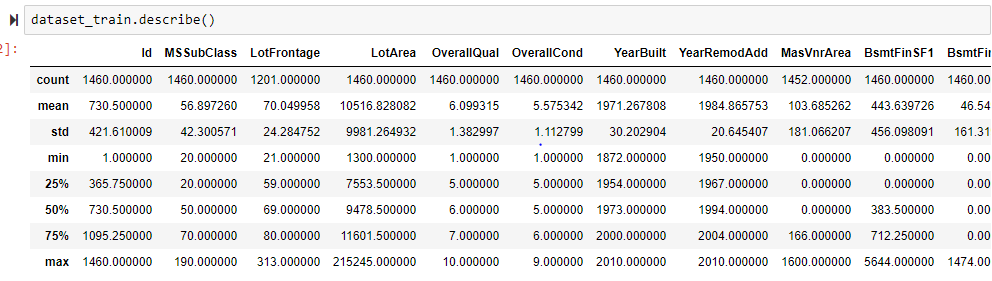 dataset_train.describe()
2]:
Id MSSubClass LotFrontage LotArea OverallQual OverallCond YearBuilt YearRemodAdd MasVnrArea BsmtFinSF1 BsmtFin
count 1460.000000 1460.000000 1201.000000 1460.000000 1460.000000 1460.000000 1460.000000 1460.000000 1452.000000 1460.000000 1460.00
mean 730.500000 56.897260 70.049958 10516.828082 6.099315 5.575342 1971.267808 1984.865753 103.685262 443.639726 46.54
std 421.610009 42.300571 24.284752 9981.264932 1.382997 1.112799 30.202904 20.645407 181.066207 456.098091 161.31
min 1.000000 20.000000 21.000000 1300.000000 1.000000 1.000000 1872.000000 1950.000000 0.000000 0.000000 0.00
25% 365.750000 20.000000 59.000000 7553.500000 5.000000 5.000000 1954.000000 1967.000000 0.000000 0.000000 0.00
50% 730.500000 50.000000 69.000000 9478.500000 6.000000 5.000000 1973.000000 1994.000000 0.000000 383.500000 0.00
75% 1095.250000 70.000000 80.000000 11601.500000 7.000000 6.000000 2000.000000 2004.000000 166.000000 712.250000 0.00
max 1460.000000 190.000000 313.000000 215245.000000 10.000000 9.000000 2010.000000 2010.000000 1600.000000 5644.000000 1474.00